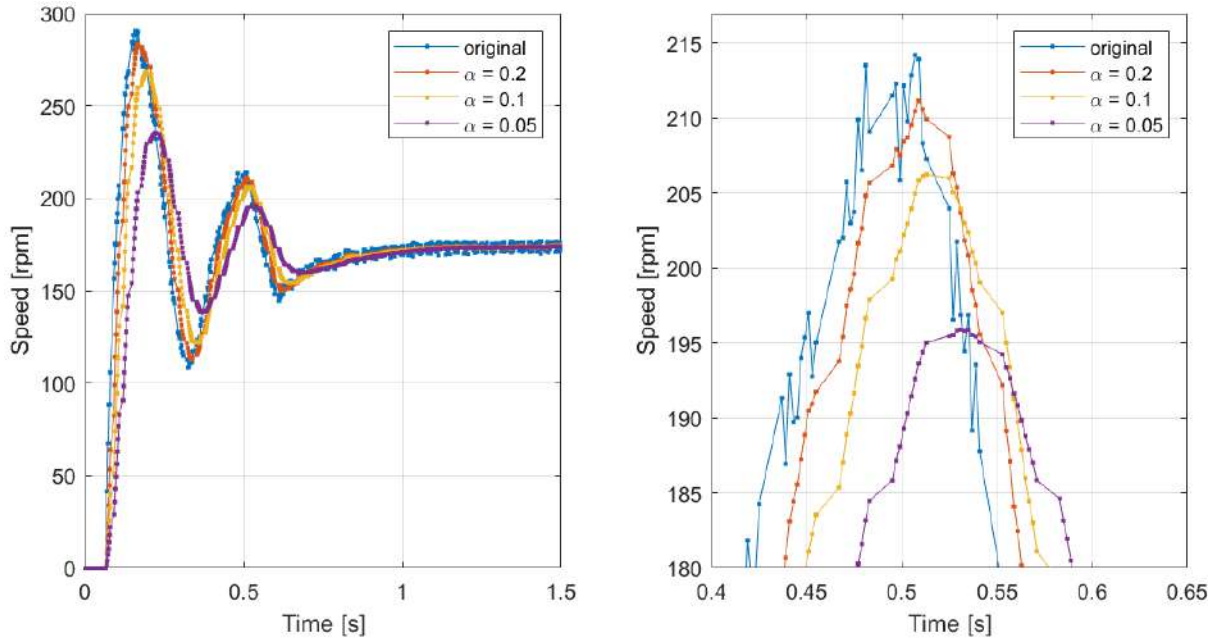 300
250
200
150
100
50
0
Speed [rpm]
0 0.5 1 1.5
Time [s]
original
α = 0.2
α = 0.1
α = 0.05
215
210
205
200
195
190
185
180
Speed [rpm]
0.4 0.45 0.5 0.55 0.6 0.65
Time [s]
original
α = 0.2
α = 0.1
α = 0.05